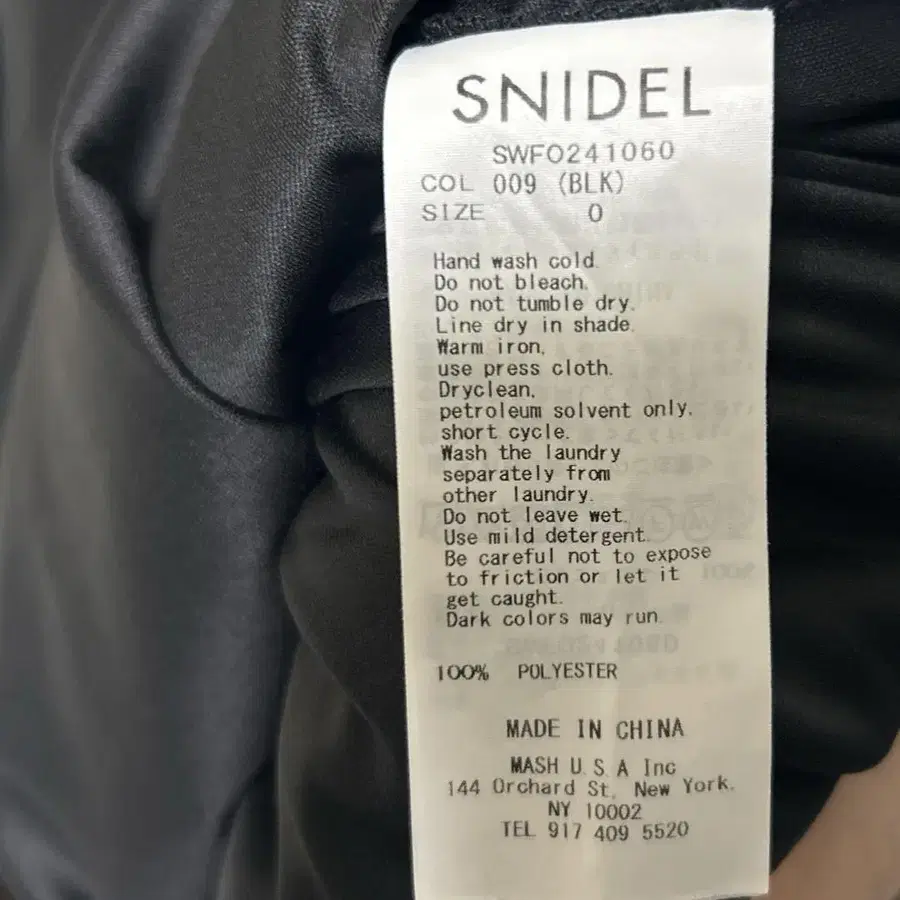 SNIDEL
SWFO241060
COL 009 (BLK)
SIZE 0
Hand wash cold.
Do not bleach.
Do not tumble dry.
Line dry in shade.
Warm iron,
use press cloth.
Dryclean,
petroleum solvent only,
short cycle.
Wash the laundry
separately from
other laundry.
Do not leave wet.
Use mild detergent.
Be careful not to expose
to friction or let it
get caught.
Dark colors may run.
100% POLYESTER
MADE IN CHINA
MASH U.S.A Inc
144 Orchard St, New York.
NY 10002
TEL 917 409 5520